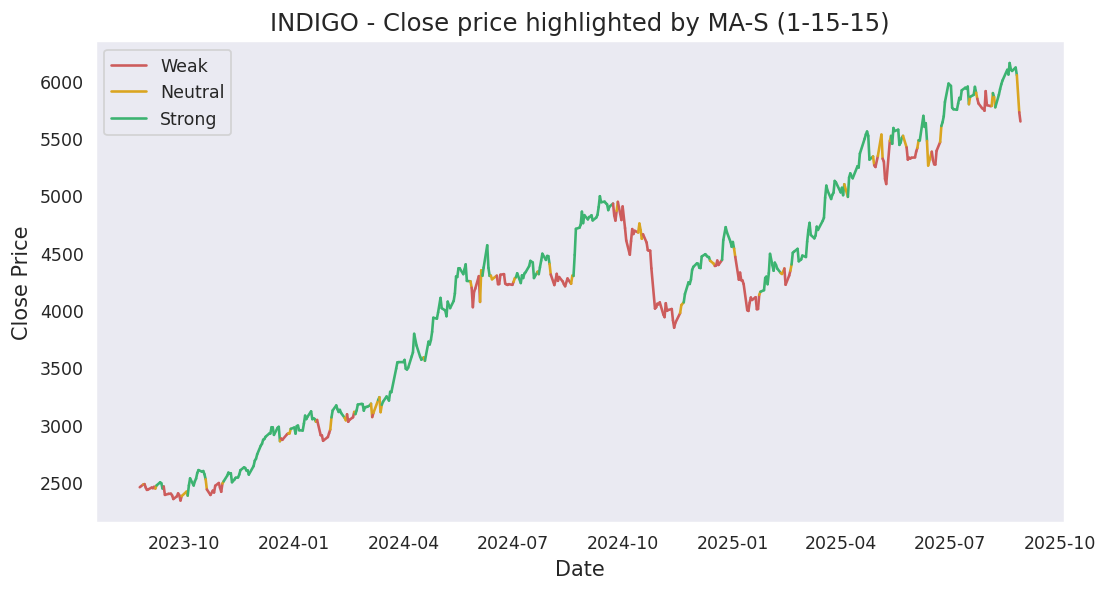 INDIGO - Close price highlighted by MA-S (1-15-15)
Weak
Neutral
Strong
Close Price
6000
5500
5000
4500
4000
3500
3000
2500
2023-10 2024-01 2024-04 2024-07 2024-10 2025-01 2025-04 2025-07 2025-10
Date